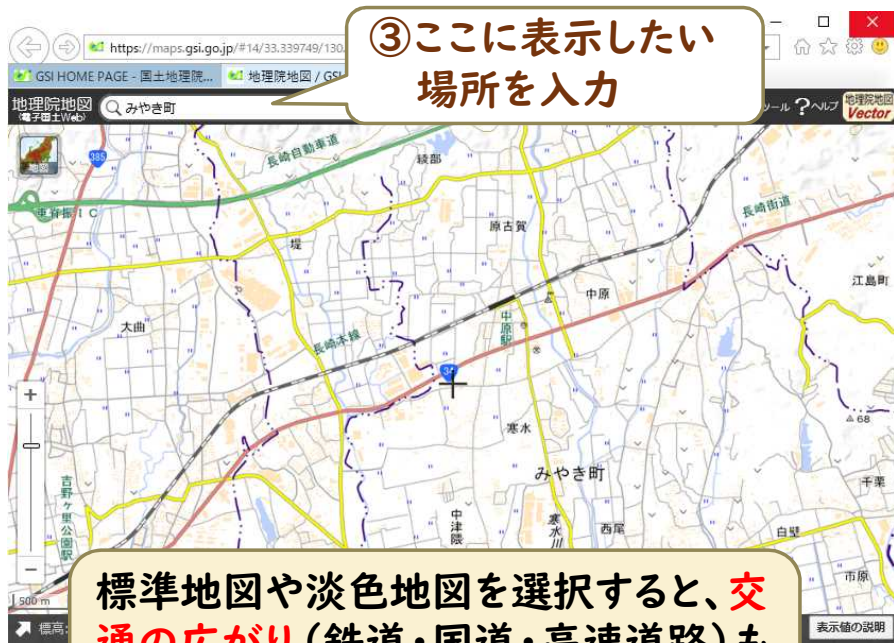 https://maps.gsi.go.jp/#14/33.339749/130.
③ここに表示したい
場所を入力
GSI HOME PAGE - 国土地理院...
地理院地図 / GSI
地理院地図
(電子国土Web)
みやき町
ツール
?ヘルプ
地理院地図
Vector
地図
385
長崎自動車道
綾部
東脊振IC
原古賀
長崎街道
堤
江島町
中原
大曲
中原駅
長崎本線
34
68
寒水
みやき町
千栗
吉野ヶ里公園駅
中津隈
寒水川
西尾
白壁
市原
500 m
標準地図や淡色地図を選択すると、交
通の広がり(鉄道・国道・高速道路)も
標高:
表示値の説明